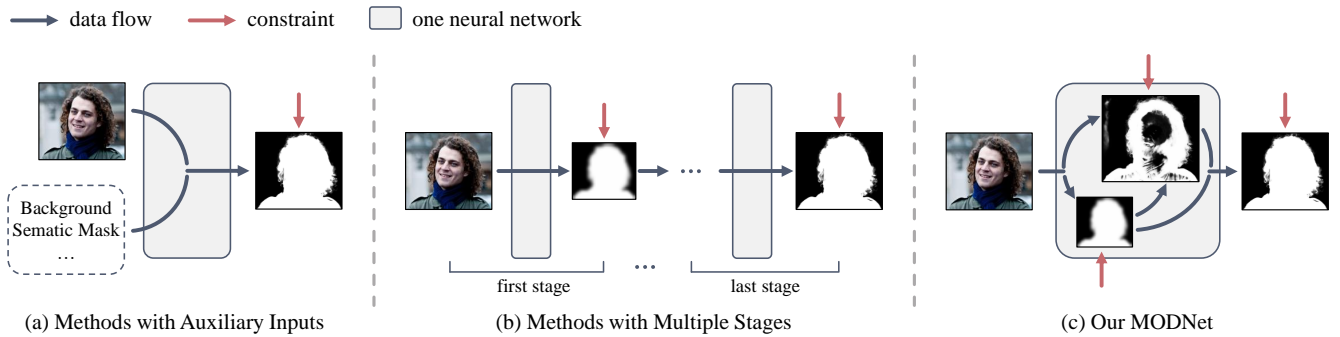 data flow
constraint
one neural network
Background
Sematic Mask
...
(a) Methods with Auxiliary Inputs
...
...
first stage
last stage
(b) Methods with Multiple Stages
(c) Our MODNet